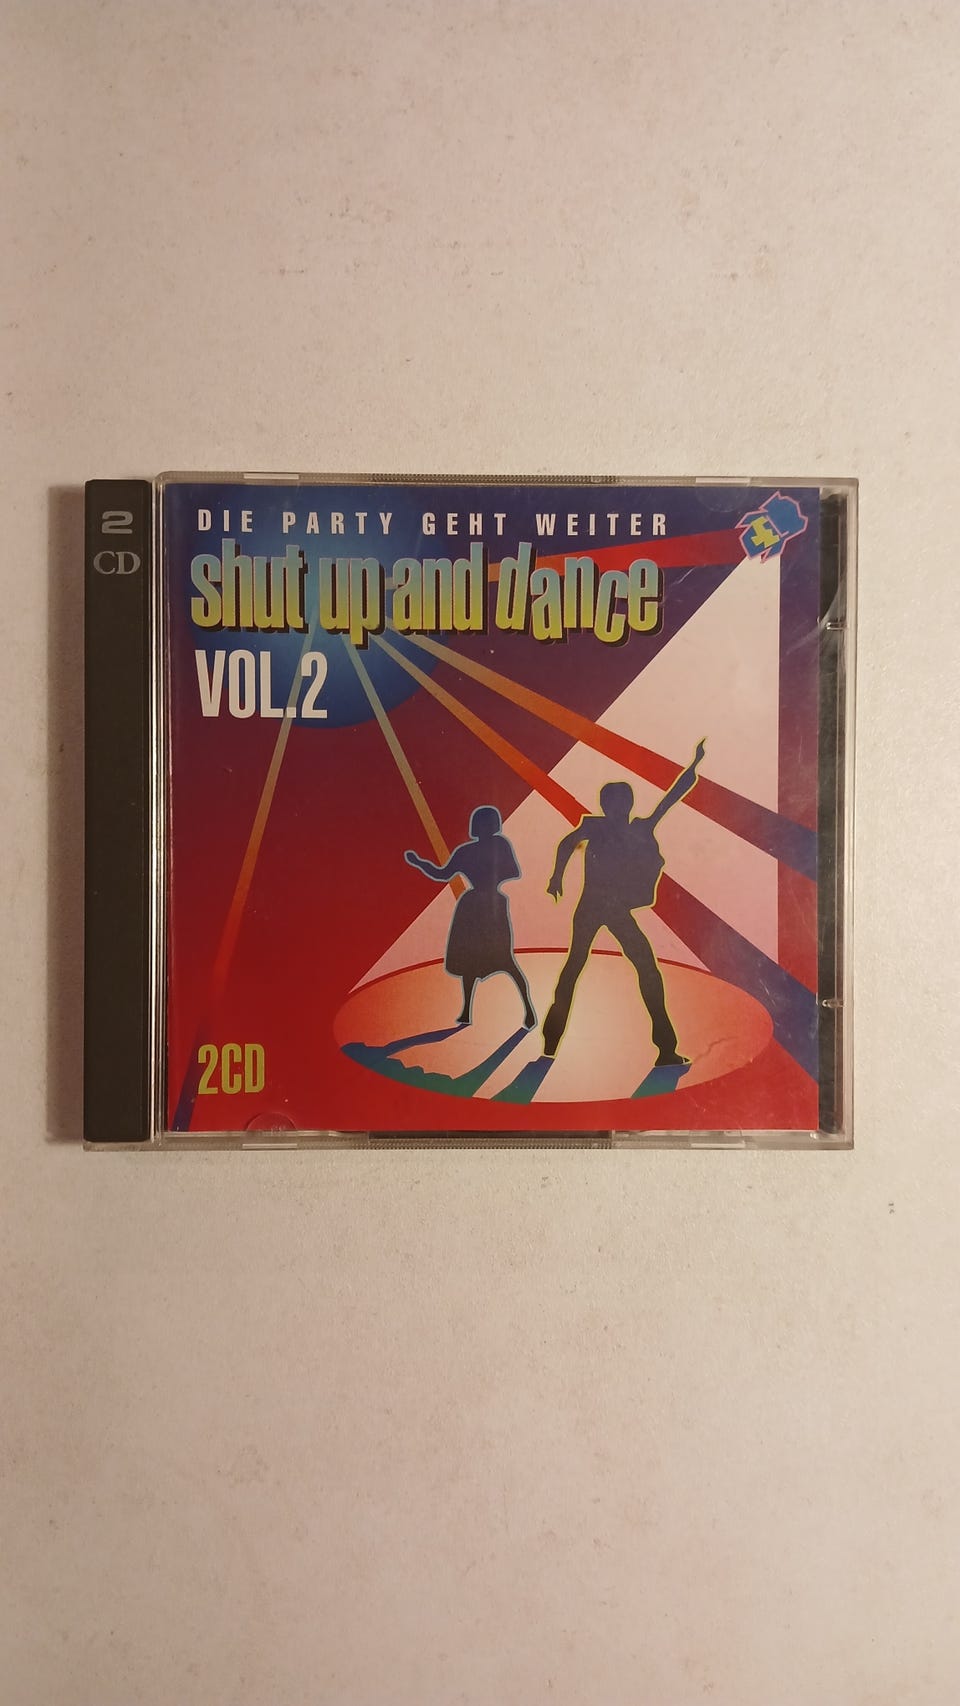 2
CD
DIE PARTY GEHT WEITER
shut up and dance
VOL.2
2CD